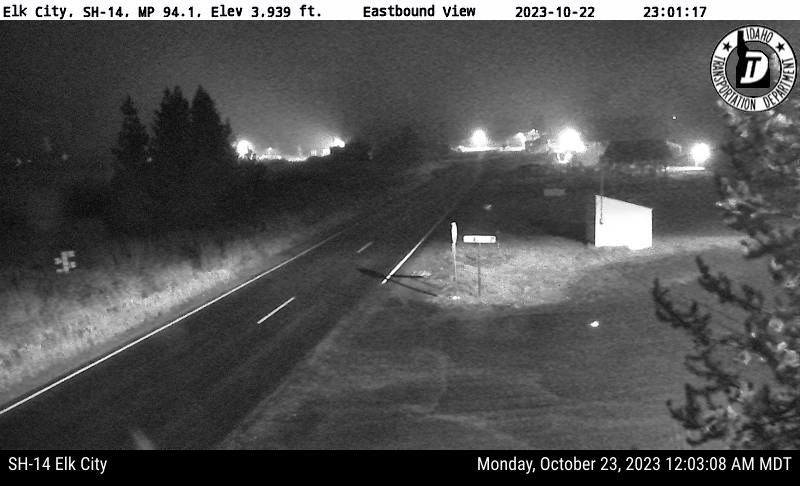 Elk City, SH-14, MP 94.1, Elev 3,939 ft. Eastbound View 2023-10-22 23:01:17
IDAHO
TRANSPORTATION DEPARTMENT
SH-14 Elk City Monday, October 23, 2023 12:03:08 AM MDT